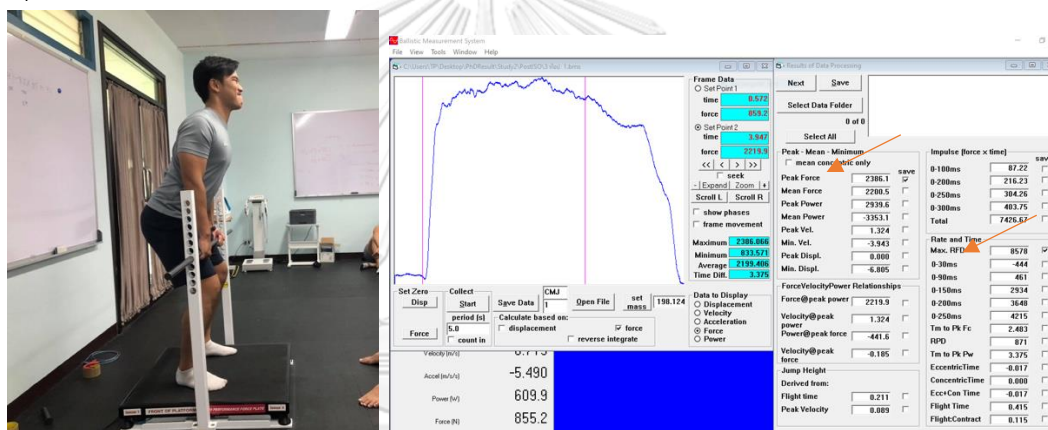 FRONT OF PLATFORM
PERFORMANCE FORCE PLATE
Ballistic Measurement System
File View Tools Window Help
Frame Data
Set Point 1
time 0.572
force 859.2
Set Point 2
time 3.947
force 2219.9
<< < > >>
seek
- Expand Zoom +
Scroll L Scroll R
show phases
frame movement
Maximum 2386.066
Minimum 833.571
Average 2199.406
Time Diff. 3.375
Set Zero
Disp
Force
Collect
Start
period (s)
5.0
count in
Save Data
CMJ
1
Open File
set mass
198.124
Calculate based on:
displacement
force
reverse integrate
Data to Display
Displacement
Velocity
Acceleration
Force
Power
Velocity (m/s)
Accel (m/s/s) -5.490
Power (W) 609.9
Force (N) 855.2
Results of Data Processing
Next Save
Select Data Folder
0 of 0
Select All
Peak - Mean - Minimum
mean concentric only
save
Peak Force 2386.1
Mean Force 2200.5
Peak Power 2939.6
Mean Power -3353.1
Peak Vel. 1.324
Min. Vel. -3.943
Peak Displ. 0.000
Min. Displ. -6.805
ForceVelocityPower Relationships
Force@peak power 2219.9
Velocity@peak power 1.324
Power@peak force -441.6
Velocity@peak force -0.185
Jump Height
Derived from:
Flight time 0.211
Peak Velocity 0.089
Impulse (force x time)
0-100ms 87.22
0-200ms 216.23
0-250ms 304.26
0-300ms 403.75
Total 7426.67
Rate and Time
Max. RFD 8578
0-30ms -444
0-90ms 461
0-150ms 2934
0-200ms 3648
0-250ms 4215
Tm to Pk Fc 2.483
RPD 871
Tm to Pk Pw 3.375
EccentricTime -0.017
ConcentricTime 0.000
Ecc+Con Time -0.017
Flight Time 0.415
Flight:Contract 0.115